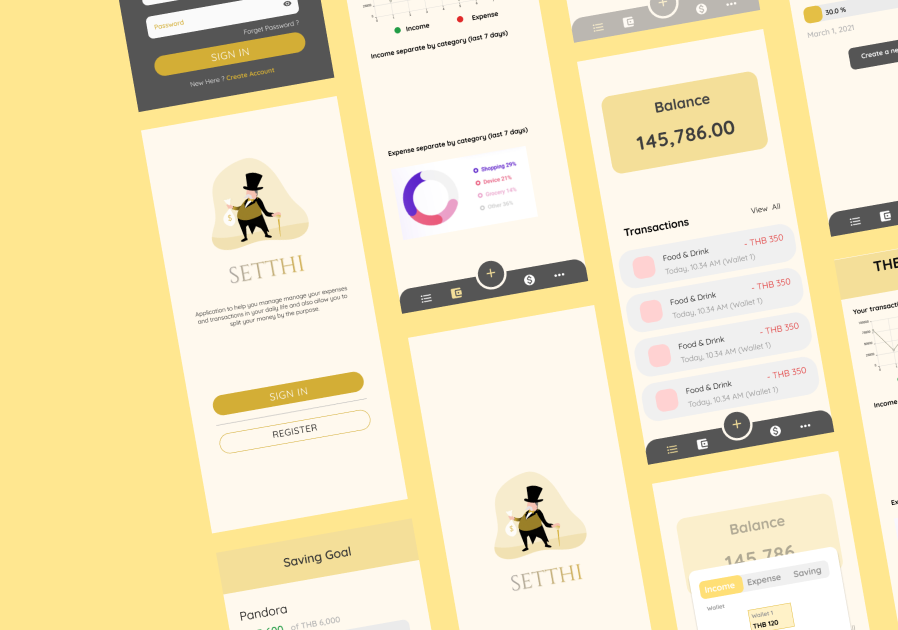 Password
Forget Password ?
SIGN IN
New Here ? Create Account
SETTHI
Application to help you manage manage your expenses
and transactions in your daily life and also allow you to
split your money by the purpose.
SIGN IN
REGISTER
Saving Goal
Pandora
of THB 6,000
Income
Expense
Income separate by category (last 7 days)
Expense separate by category (last 7 days)
Shopping 29%
Device 21%
Grocery 14%
SETTHI
Balance
145,786.00
Transactions
View All
Food & Drink
- THB 350
Today, 10.34 AM (Wallet 1)
Food & Drink
- THB 350
Today, 10.34 AM (Wallet 1)
Food & Drink
- THB 350
Today, 10.34 AM (Wallet 1)
Food & Drink
- THB 350
Today, 10.34 AM (Wallet 1)
Balance
145,786
Income
Expense
Saving
Wallet
Wallet 1
THB 120
30.0 %
March 1, 2021
Create a ne
THE
Your transacti
Income